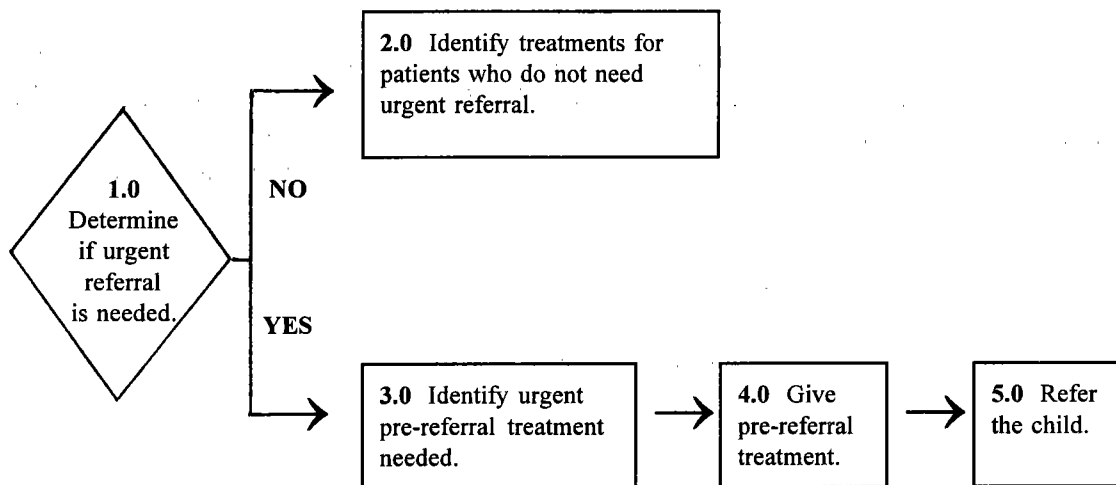 2.0 Identify treatments for
patients who do not need
urgent referral.
1.0
Determine
if urgent
referral
is needed.
NO
YES
3.0 Identify urgent
pre-referral treatment
needed.
4.0 Give
pre-referral
treatment.
5.0 Refer
the child.